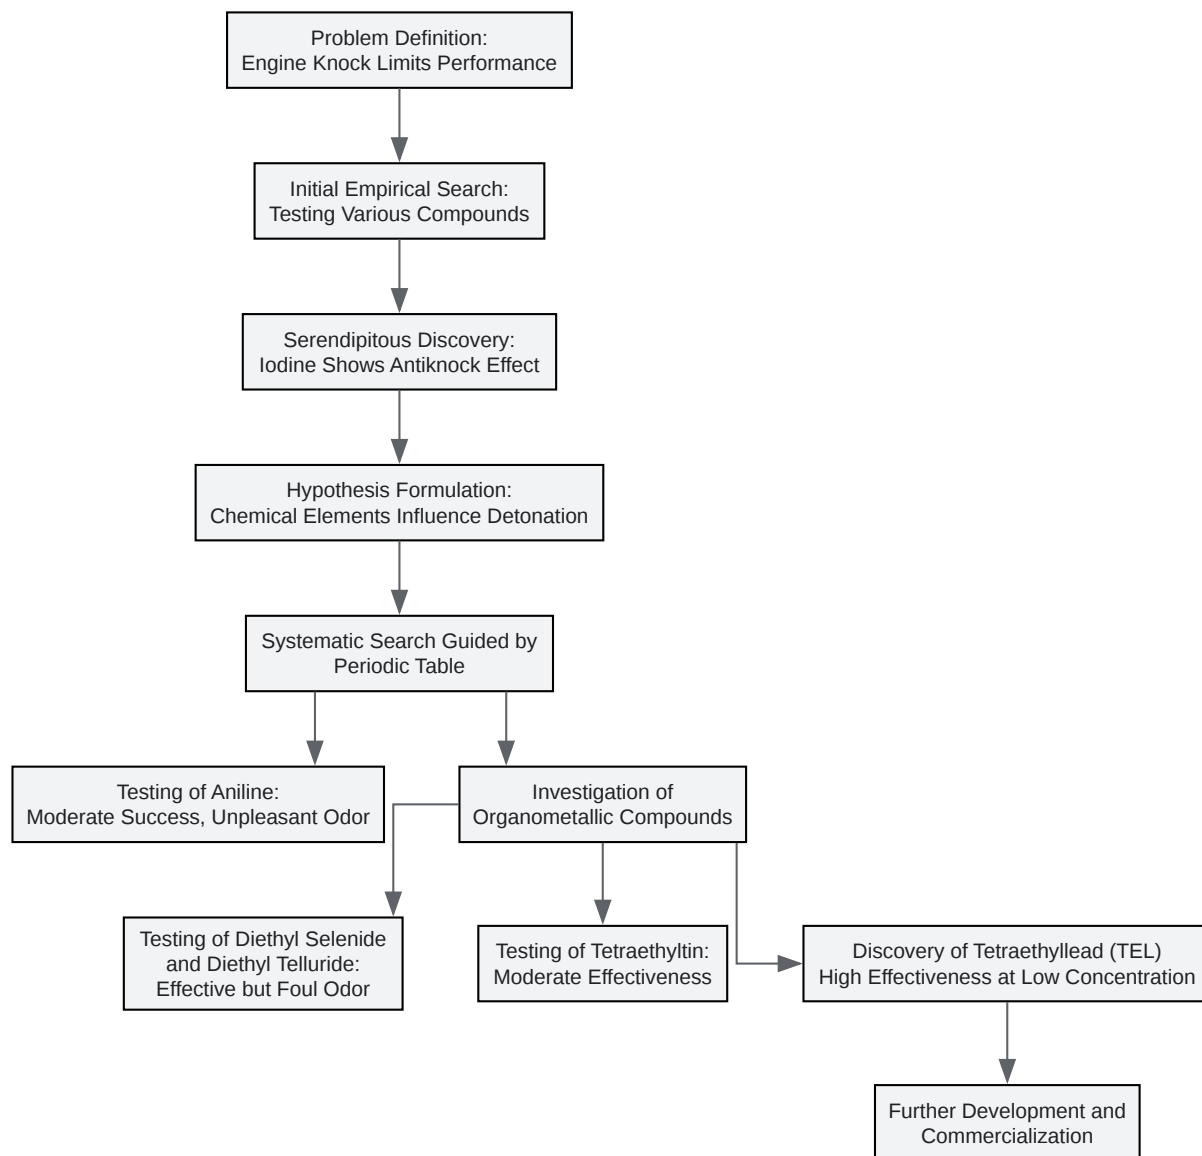 Problem Definition:
Engine Knock Limits Performance
Initial Empirical Search:
Testing Various Compounds
Serendipitous Discovery:
Iodine Shows Antiknock Effect
Hypothesis Formulation:
Chemical Elements Influence Detonation
Systematic Search Guided by
Periodic Table
Testing of Aniline:
Moderate Success, Unpleasant Odor
Investigation of
Organometallic Compounds
Testing of Diethyl Selenide
and Diethyl Telluride:
Effective but Foul Odor
Testing of Tetraethyltin:
Moderate Effectiveness
Discovery of Tetraethyllead (TEL)
High Effectiveness at Low Concentration
Further Development and
Commercialization